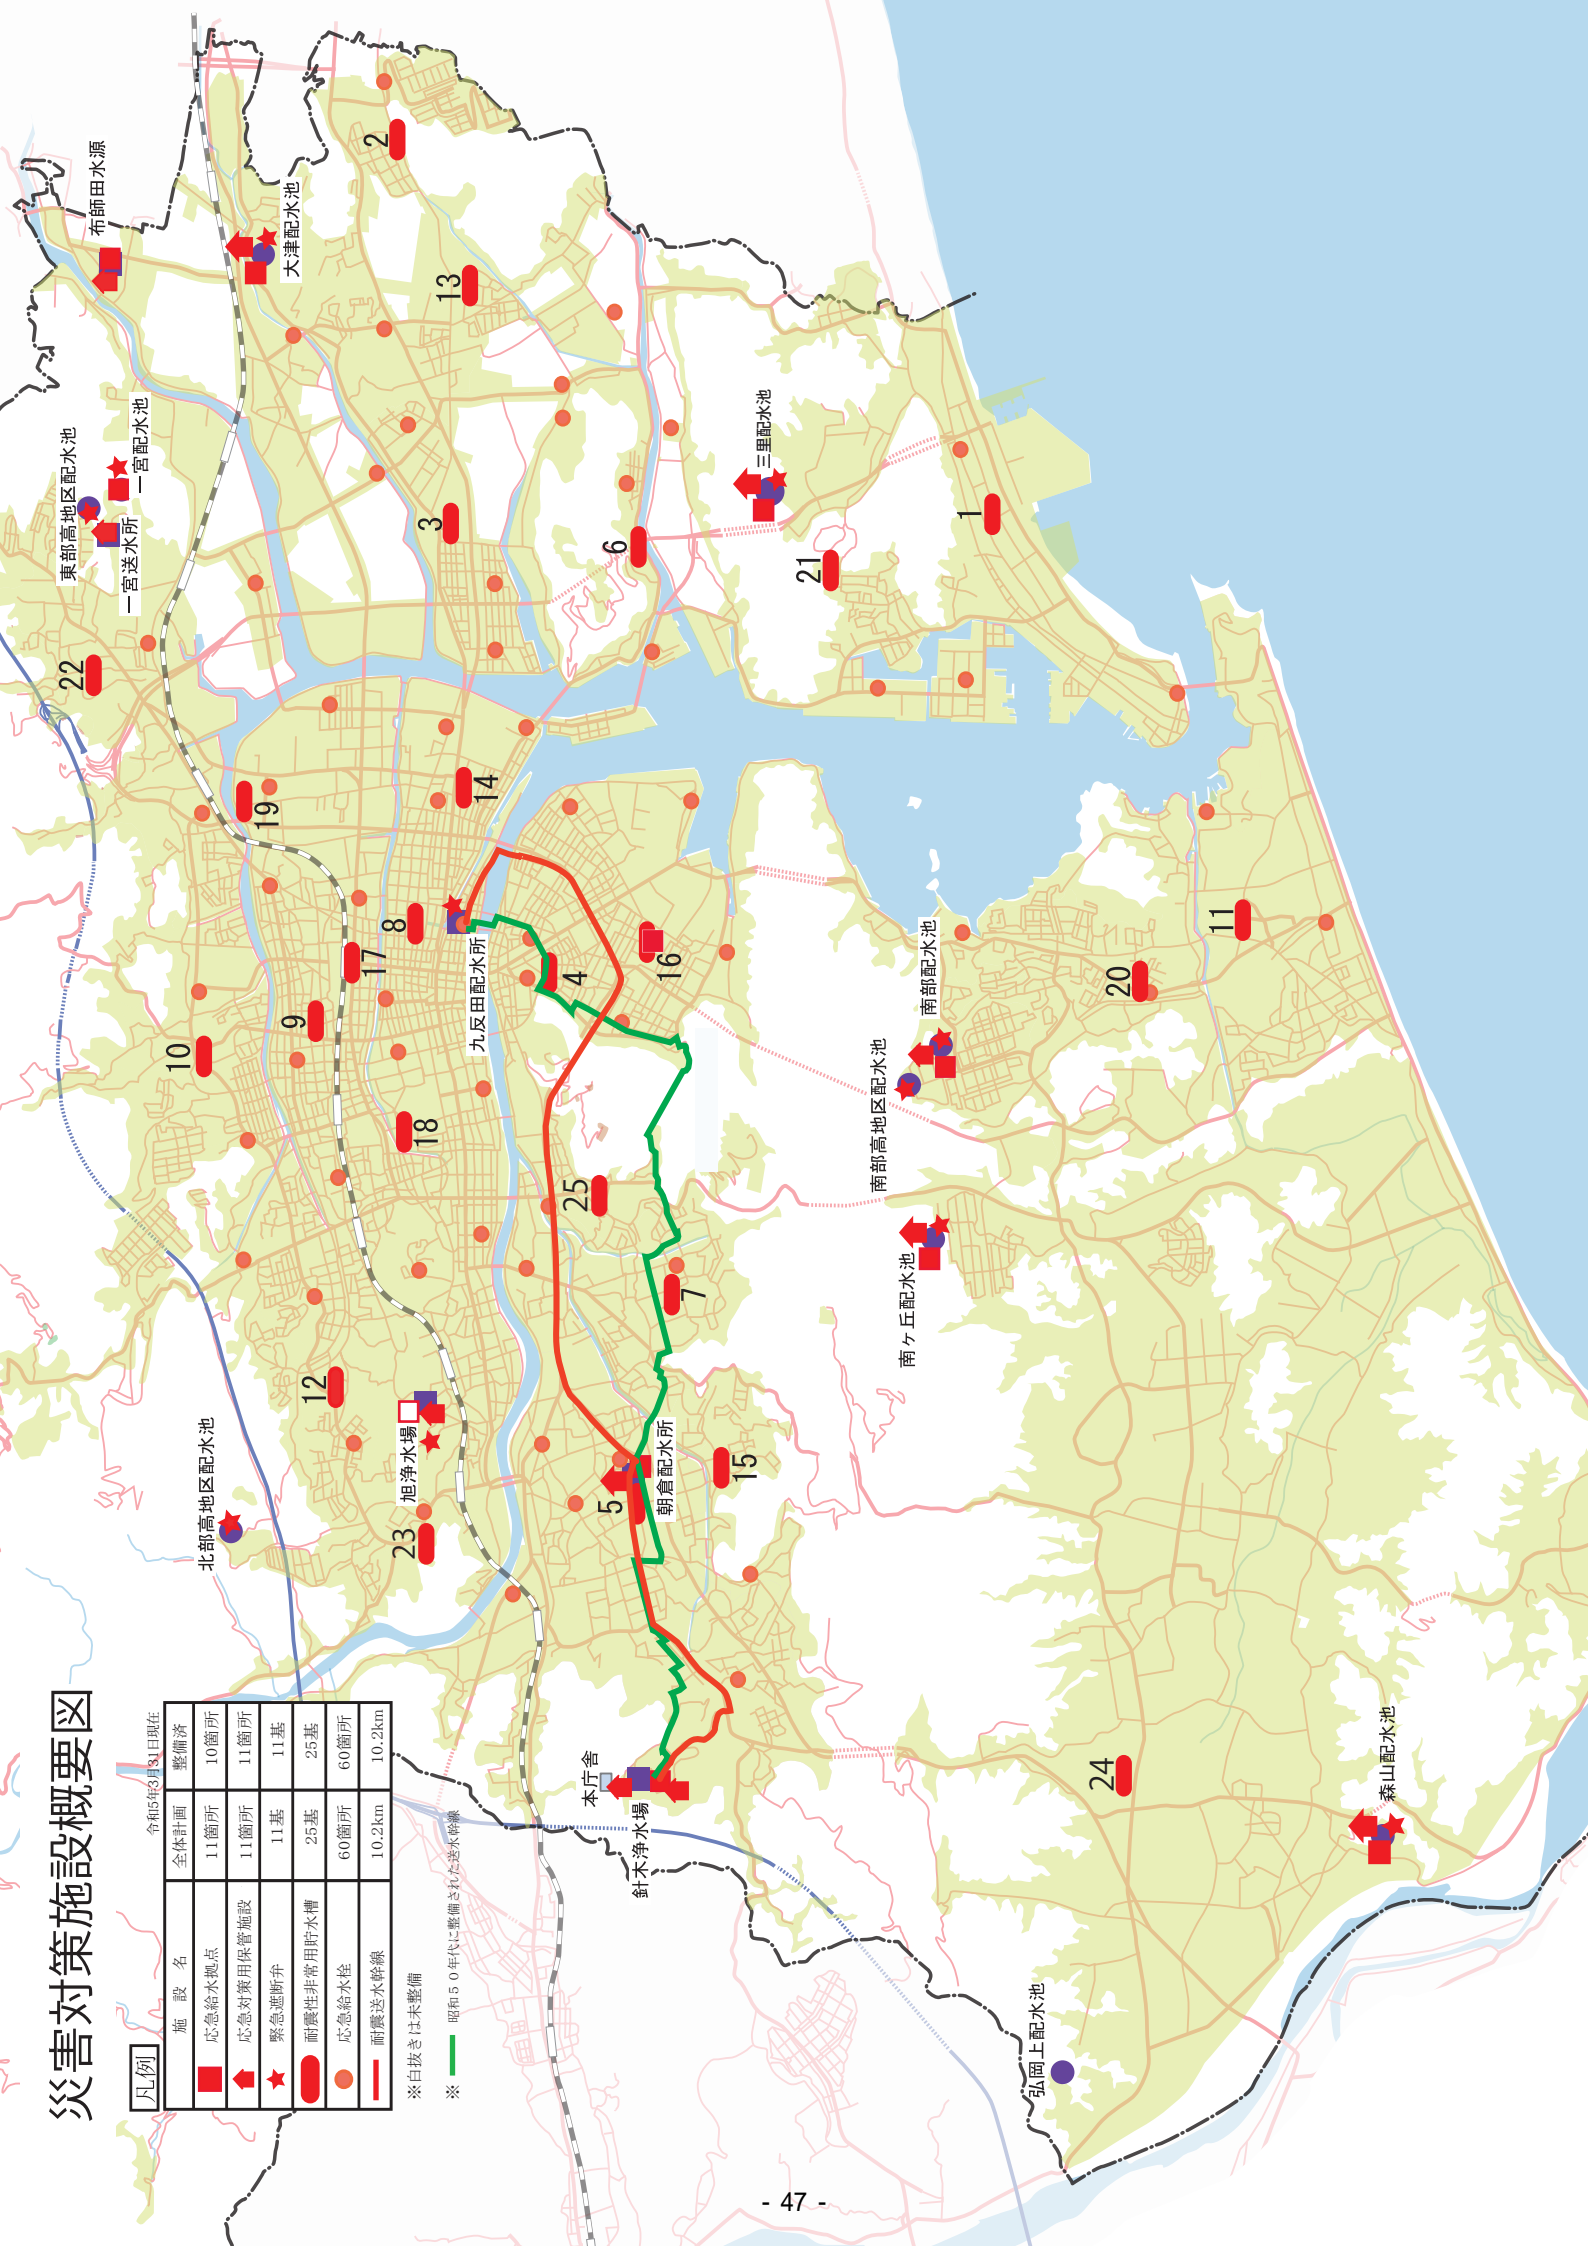 災害対策施設概要図
凡例
令和5年3月31日現在
施 設 名 全体計画 整備済
応急給水拠点 11箇所 10箇所
応急対策用保管施設 11箇所 11箇所
緊急遮断弁 11基 11基
耐震性非常用貯水槽 25基 25基
応急給水栓 60箇所 60箇所
耐震送水幹線 10.2km 10.2km
※白抜きは未整備
※ 昭和50年代に整備された送水幹線
布師田水源
大津配水池
一宮配水池
東部高地区配水池
一宮送水所
三里配水池
九反田配水所
南部配水池
南部高地区配水池
南ヶ丘配水池
北部高地区配水池
旭浄水場
朝倉配水所
本庁舎
針木浄水場
森山配水池
弘岡上配水池
1
2
3
4
5
6
7
8
9
10
11
12
13
14
15
16
17
18
19
20
21
22
23
24
25
- 47 -